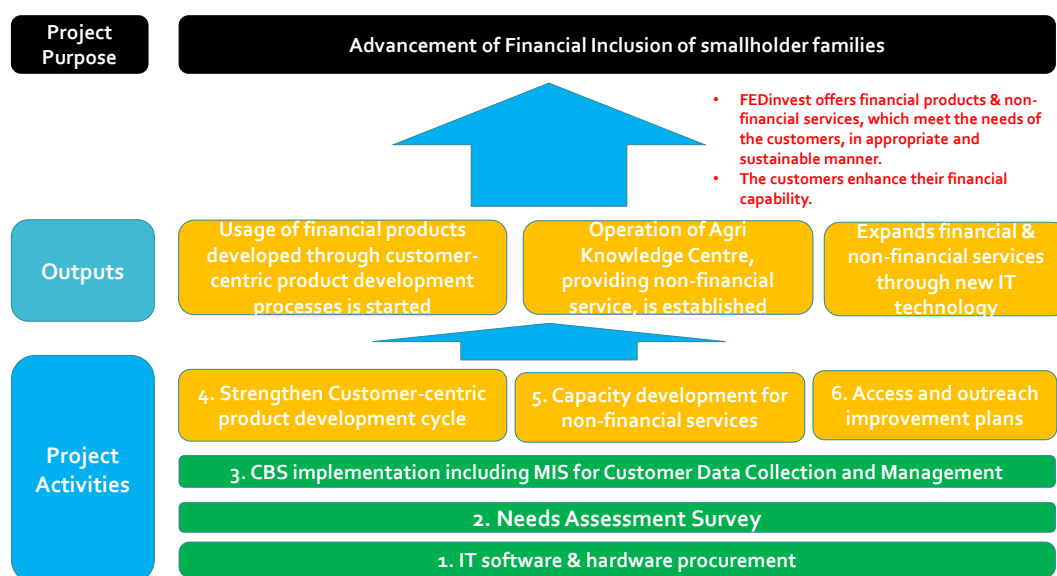 Project
Purpose
Advancement of Financial Inclusion of smallholder families
• FEDinvest offers financial products & non-
financial services, which meet the needs of
the customers, in appropriate and
sustainable manner.
• The customers enhance their financial
capability.
Outputs
Usage of financial products
developed through customer-
centric product development
processes is started
Operation of Agri
Knowledge Centre,
providing non-financial
service, is established
Expands financial &
non-financial services
through new IT
technology
Project
Activities
4. Strengthen Customer-centric
product development cycle
5. Capacity development for
non-financial services
6. Access and outreach
improvement plans
3. CBS implementation including MIS for Customer Data Collection and Management
2. Needs Assessment Survey
1. IT software & hardware procurement